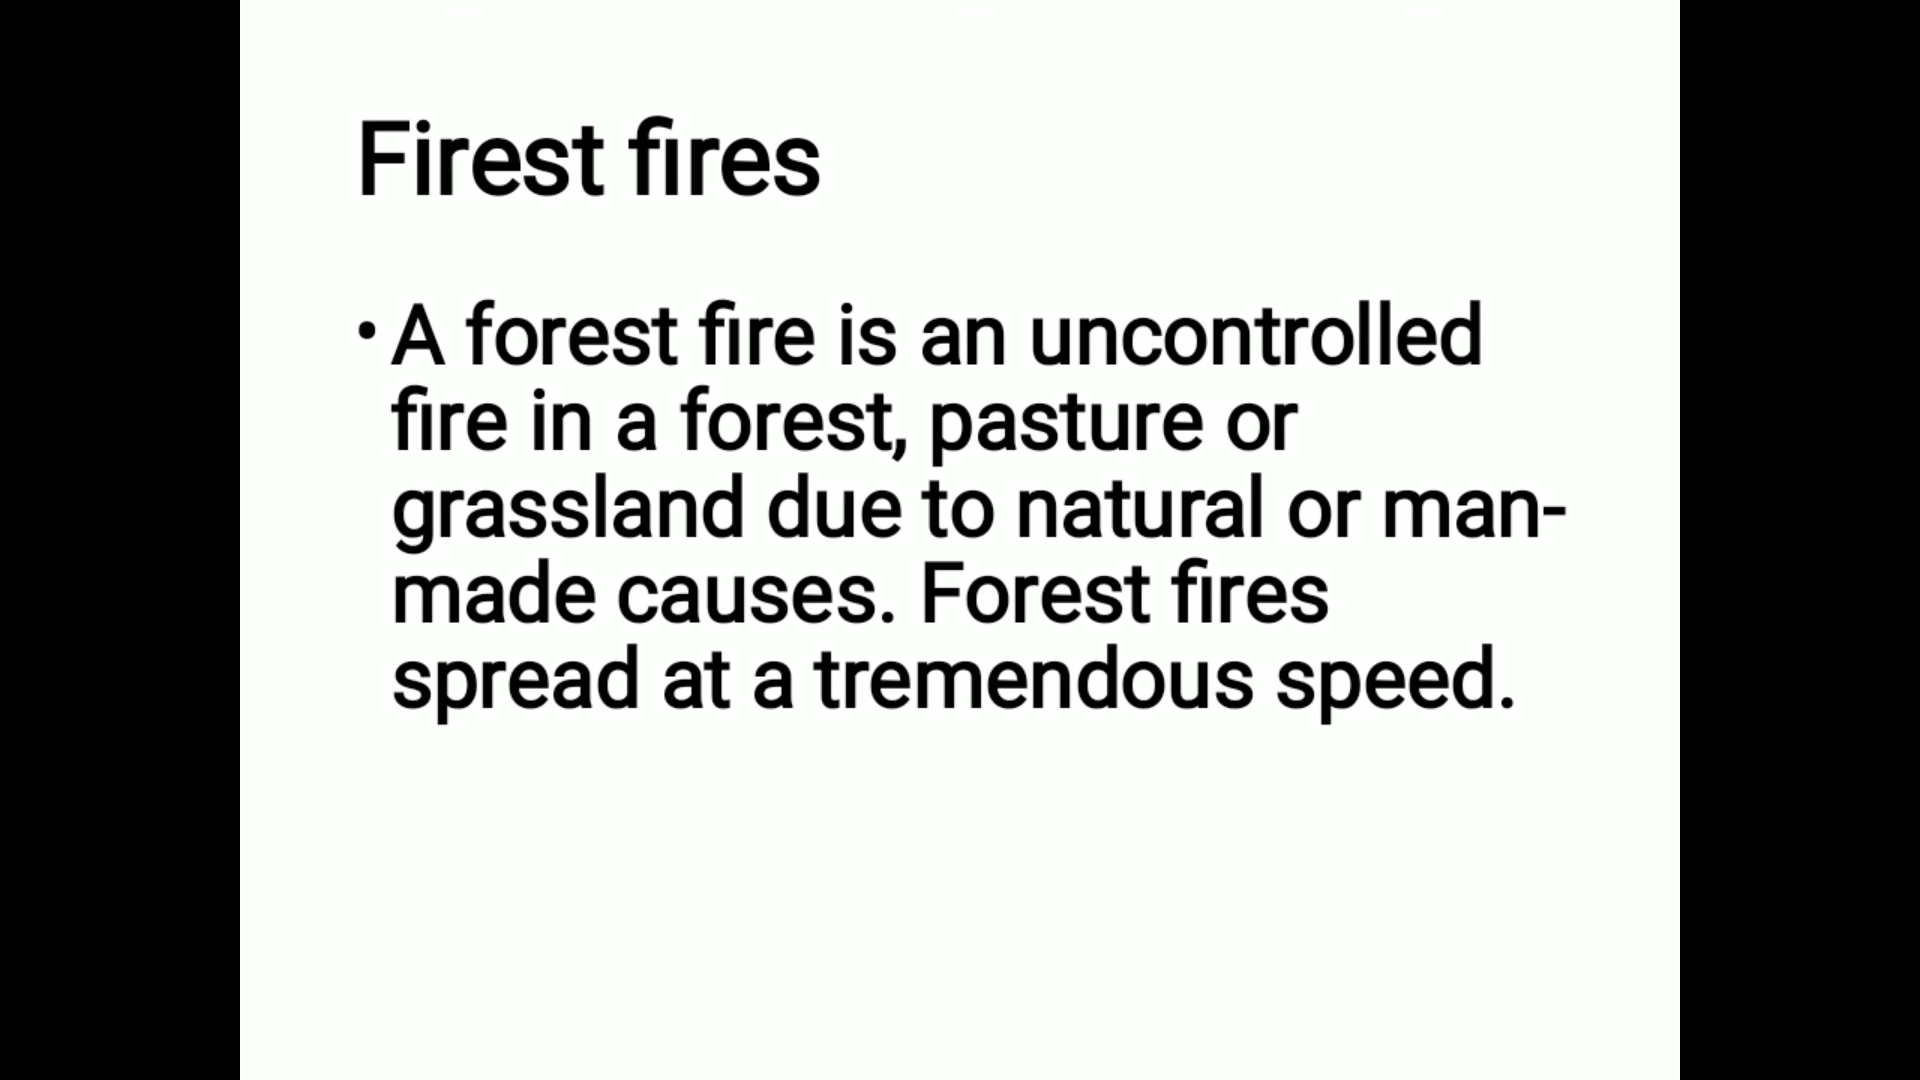 Firest fires
• A forest fire is an uncontrolled
fire in a forest, pasture or
grassland due to natural or man-
made causes. Forest fires
spread at a tremendous speed.